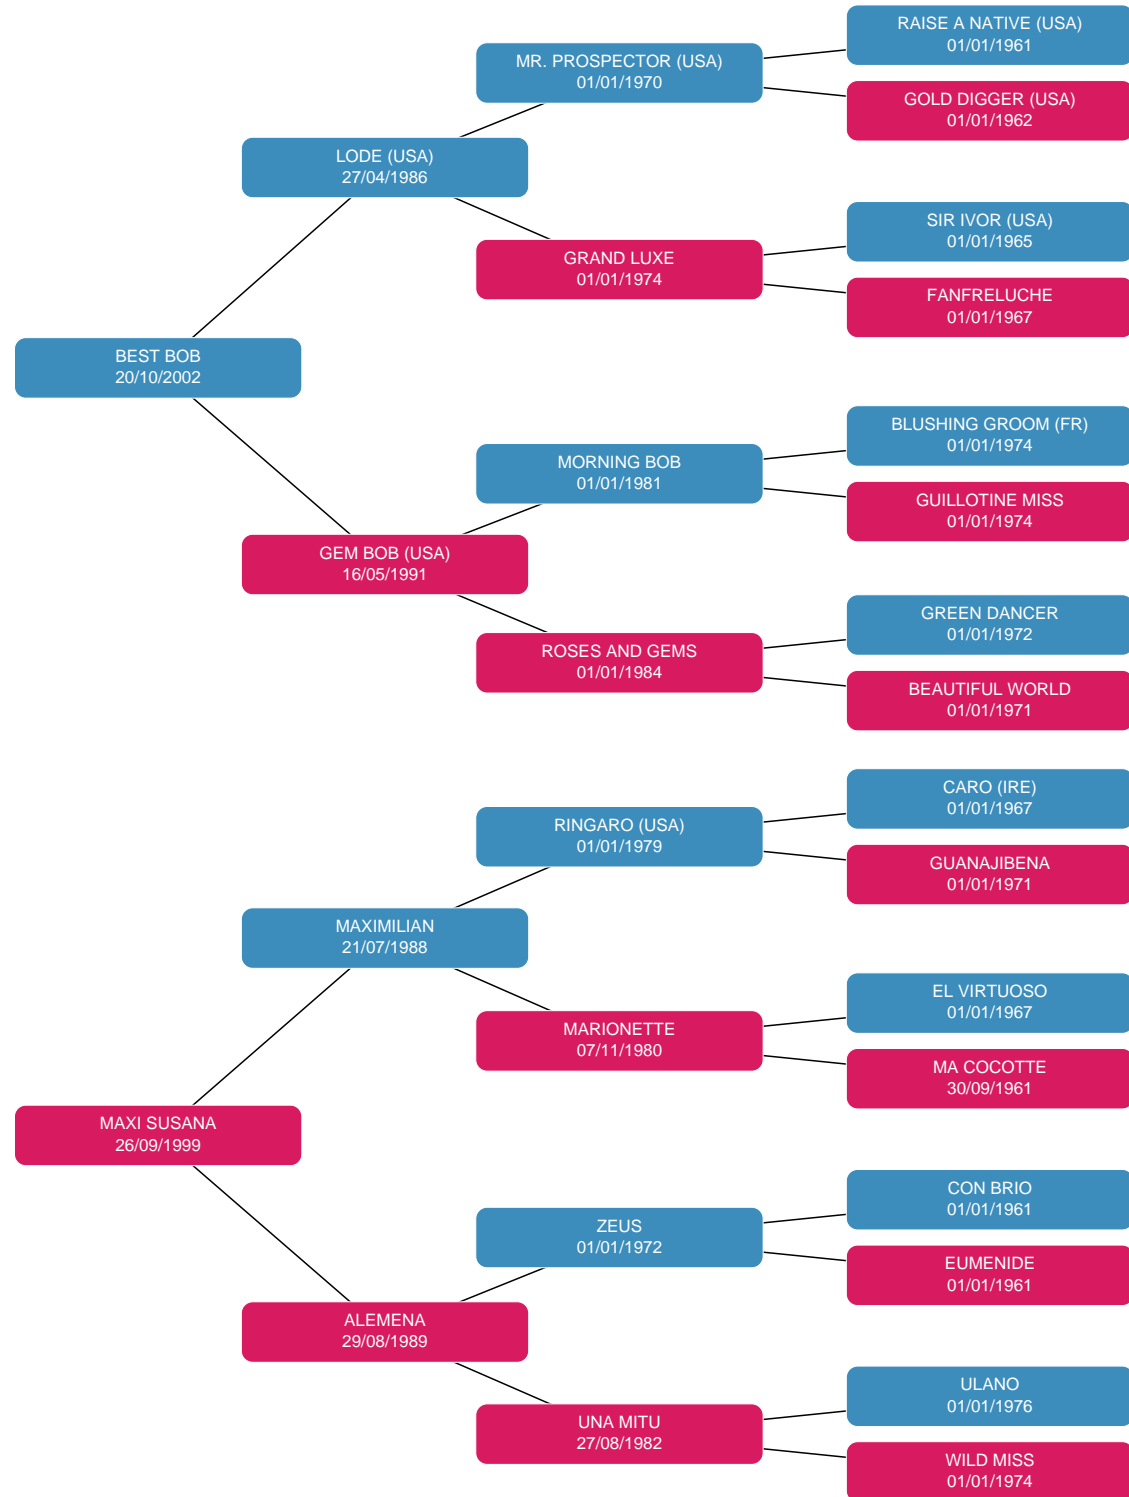 RAISE A NATIVE (USA)
01/01/1961
MR. PROSPECTOR (USA)
01/01/1970
GOLD DIGGER (USA)
01/01/1962
LODE (USA)
27/04/1986
SIR IVOR (USA)
01/01/1965
GRAND LUXE
01/01/1974
FANFRELUCHE
01/01/1967
BEST BOB
20/10/2002
BLUSHING GROOM (FR)
01/01/1974
MORNING BOB
01/01/1981
GUILLOTINE MISS
01/01/1974
GEM BOB (USA)
16/05/1991
GREEN DANCER
01/01/1972
ROSES AND GEMS
01/01/1984
BEAUTIFUL WORLD
01/01/1971
CARO (IRE)
01/01/1967
RINGARO (USA)
01/01/1979
GUANAJIBENA
01/01/1971
MAXIMILIAN
21/07/1988
EL VIRTUOSO
01/01/1967
MARIONETTE
07/11/1980
MA COCOTTE
30/09/1961
MAXI SUSANA
26/09/1999
CON BRIO
01/01/1961
ZEUS
01/01/1972
EUMENIDE
01/01/1961
ALEMENA
29/08/1989
ULANO
01/01/1976
UNA MITU
27/08/1982
WILD MISS
01/01/1974